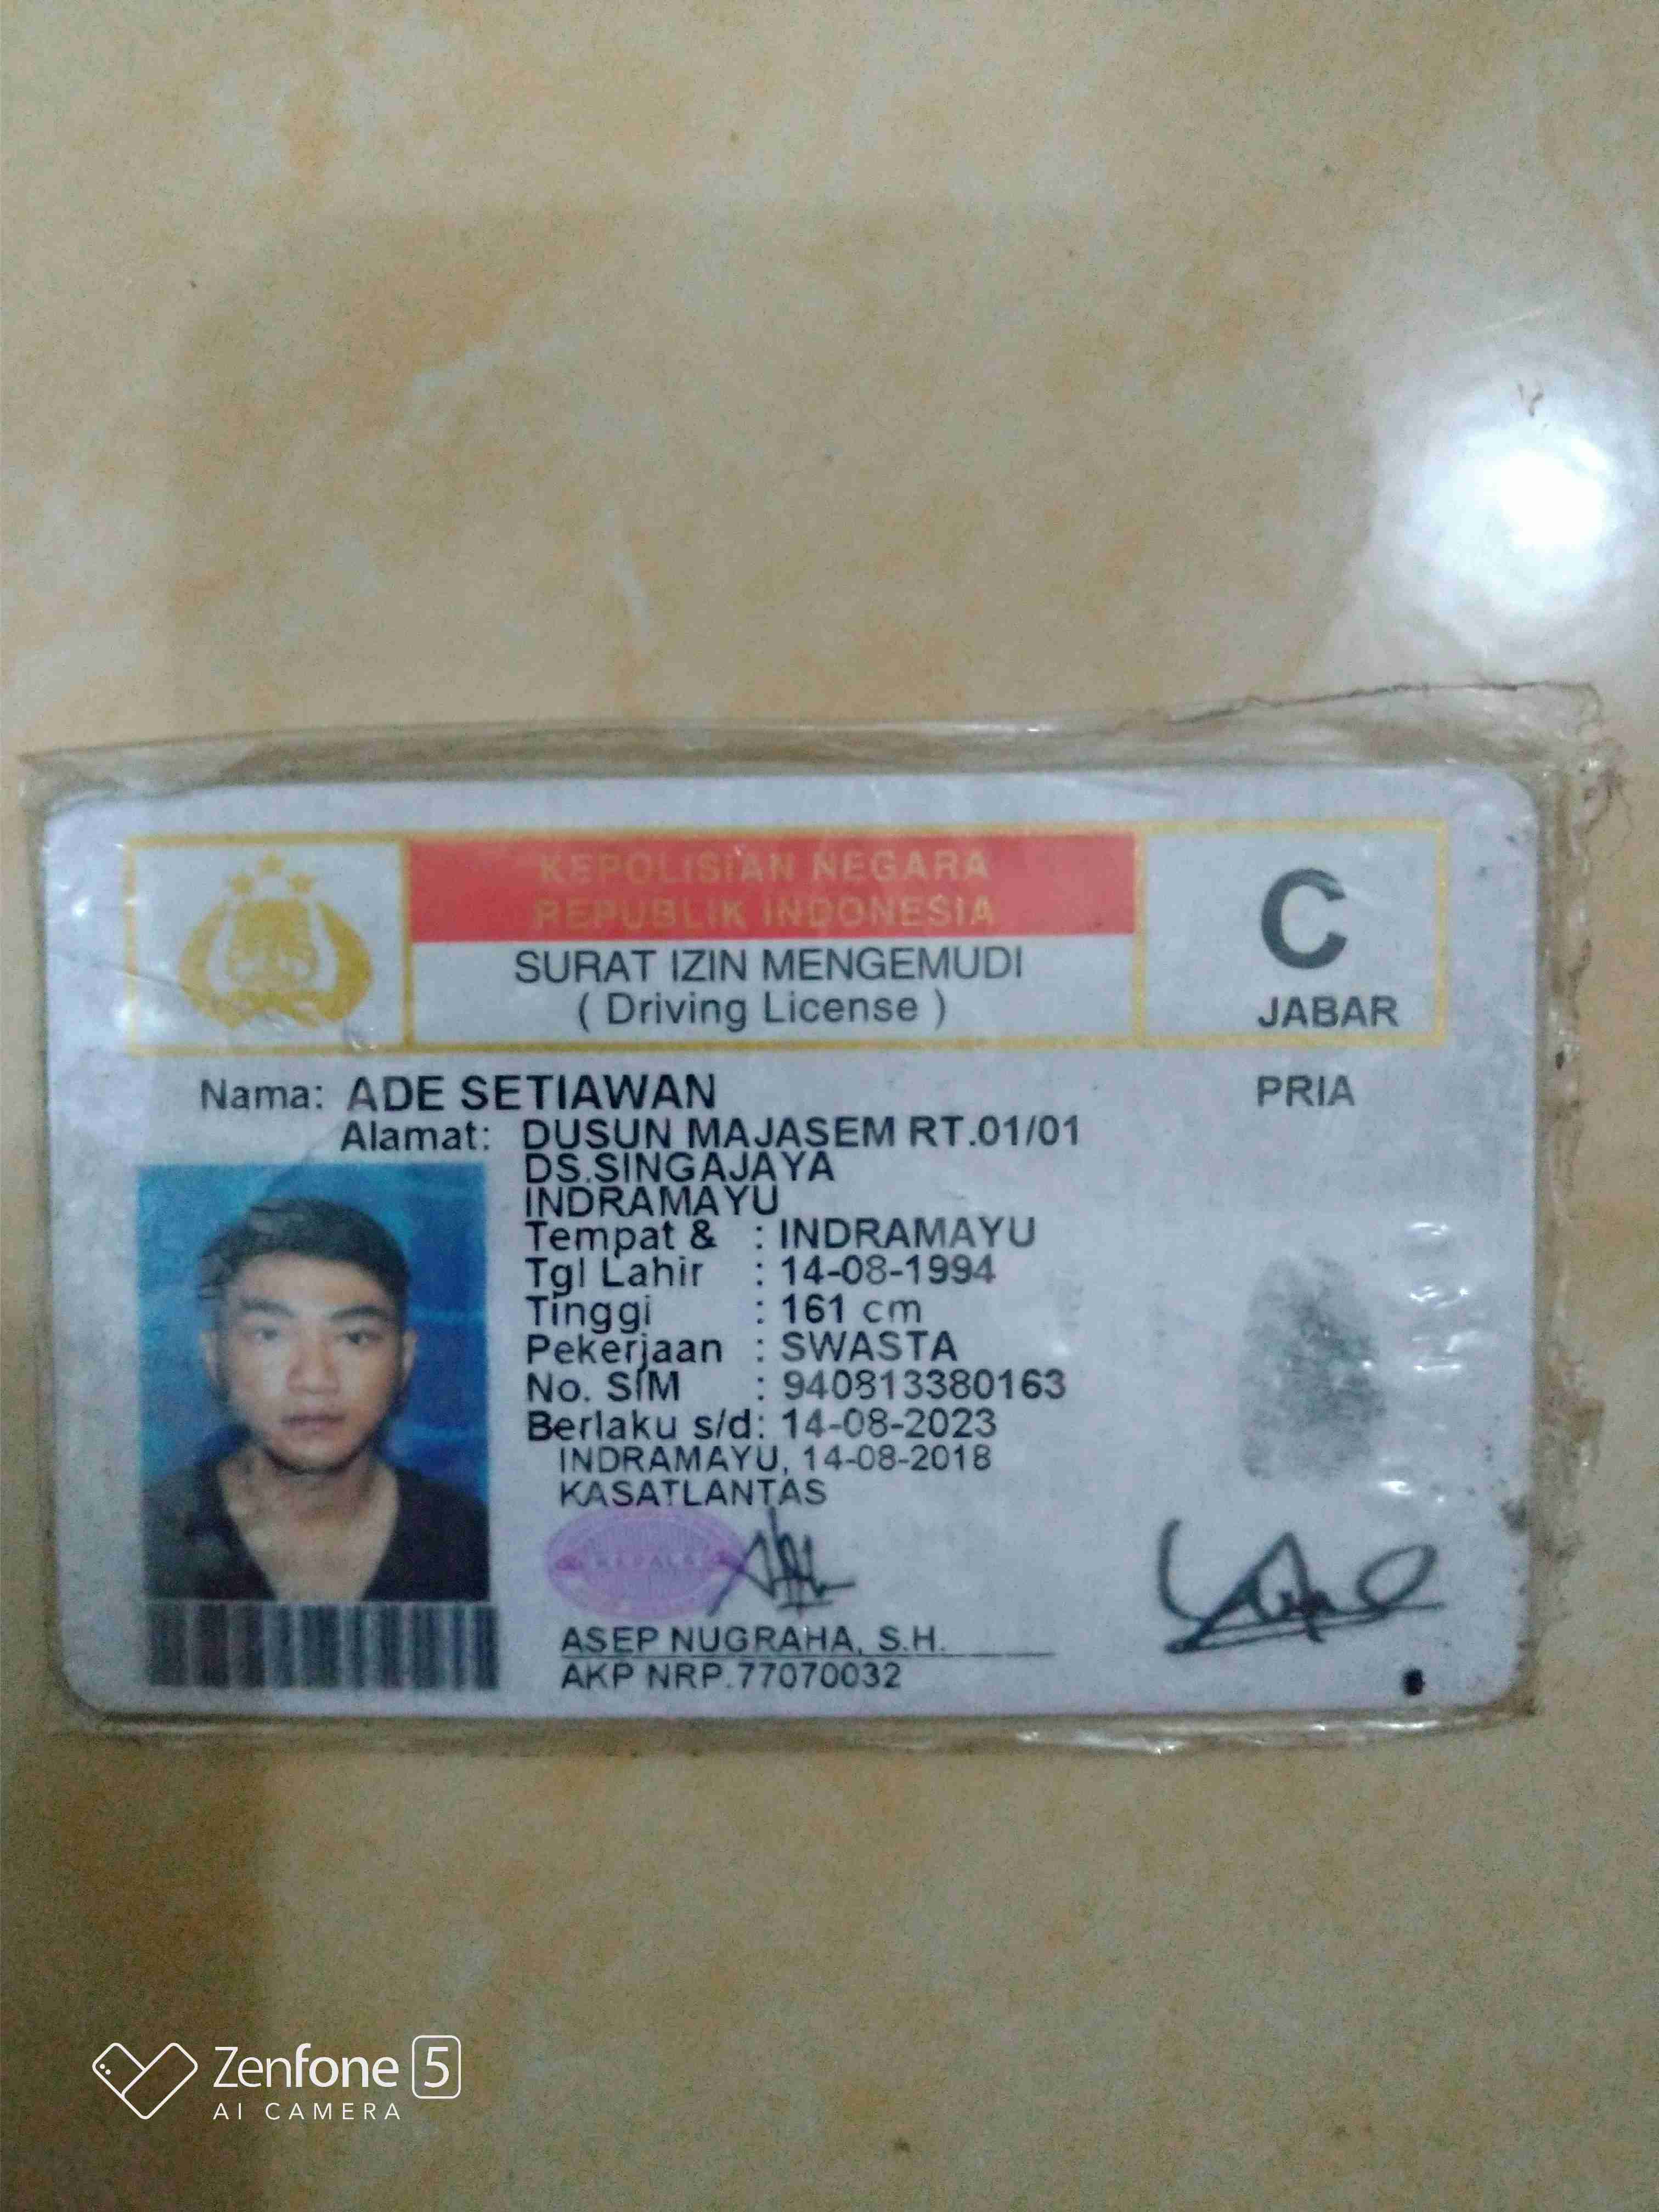 KEPOLISIAN NEGARA
REPUBLIK INDONESIA
SURAT IZIN MENGEMUDI
( Driving License )
C
JABAR
Nama: ADE SETIAWAN
PRIA
Alamat: DUSUN MAJASEM RT.01/01
DS.SINGAJAYA
INDRAMAYU
Tempat & : INDRAMAYU
Tgl Lahir : 14-08-1994
Tinggi : 161 cm
Pekerjaan : SWASTA
No. SIM : 940813380163
Berlaku s/d: 14-08-2023
INDRAMAYU, 14-08-2018
KASATLANTAS
ASEP NUGRAHA, S.H.
AKP NRP.77070032
Zenfone 5
AI CAMERA